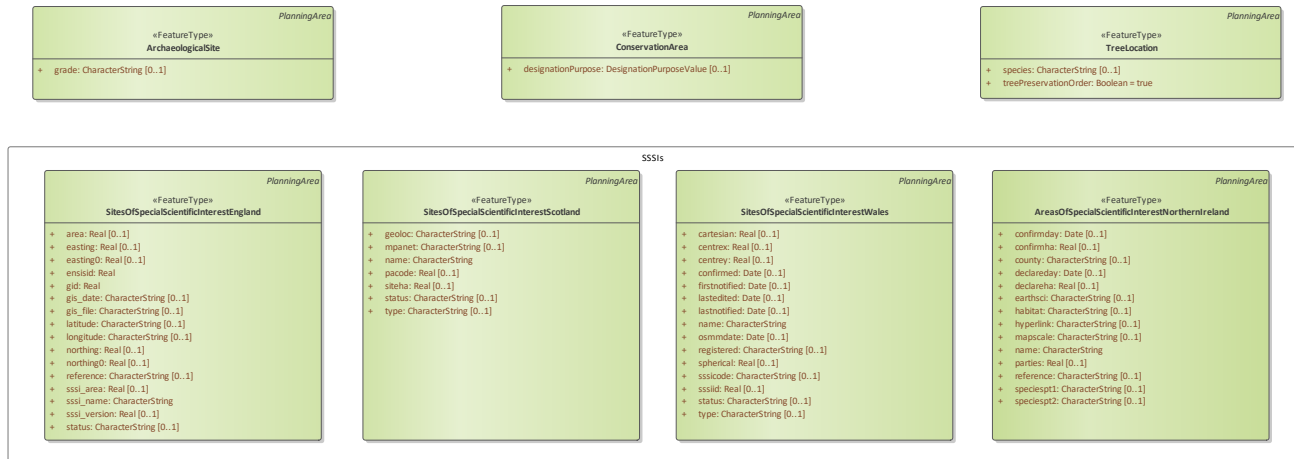 PlanningArea
«FeatureType»
ArchaeologicalSite
+ grade: CharacterString [0..1]
PlanningArea
«FeatureType»
ConservationArea
+ designationPurpose: DesignationPurposeValue [0..1]
PlanningArea
«FeatureType»
TreeLocation
+ species: CharacterString [0..1]
+ treePreservationOrder: Boolean = true
SSSIs
PlanningArea
«FeatureType»
SitesOfSpecialScientificInterestEngland
+ area: Real [0..1]
+ easting: Real [0..1]
+ easting0: Real [0..1]
+ ensisid: Real
+ gid: Real
+ gis_date: CharacterString [0..1]
+ gis_file: CharacterString [0..1]
+ latitude: CharacterString [0..1]
+ longitude: CharacterString [0..1]
+ northing: Real [0..1]
+ northing0: Real [0..1]
+ reference: CharacterString [0..1]
+ sssi_area: Real [0..1]
+ sssi_name: CharacterString
+ sssi_version: Real [0..1]
+ status: CharacterString [0..1]
PlanningArea
«FeatureType»
SitesOfSpecialScientificInterestScotland
+ geoloc: CharacterString [0..1]
+ mpanet: CharacterString [0..1]
+ name: CharacterString
+ pacode: Real [0..1]
+ siteha: Real [0..1]
+ status: CharacterString [0..1]
+ type: CharacterString [0..1]
PlanningArea
«FeatureType»
SitesOfSpecialScientificInterestWales
+ cartesian: Real [0..1]
+ centrex: Real [0..1]
+ centrey: Real [0..1]
+ confirmed: Date [0..1]
+ firstnotified: Date [0..1]
+ lastedited: Date [0..1]
+ lastnotified: Date [0..1]
+ name: CharacterString
+ osmmdate: Date [0..1]
+ registered: CharacterString [0..1]
+ spherical: Real [0..1]
+ sssicode: CharacterString [0..1]
+ sssiid: Real [0..1]
+ status: CharacterString [0..1]
+ type: CharacterString [0..1]
PlanningArea
«FeatureType»
AreasOfSpecialScientificInterestNorthernIreland
+ confirmday: Date [0..1]
+ confirmha: Real [0..1]
+ county: CharacterString [0..1]
+ declareday: Date [0..1]
+ declareha: Real [0..1]
+ earthsci: CharacterString [0..1]
+ habitat: CharacterString [0..1]
+ hyperlink: CharacterString [0..1]
+ mapscale: CharacterString [0..1]
+ name: CharacterString
+ parties: Real [0..1]
+ reference: CharacterString [0..1]
+ speciespt1: CharacterString [0..1]
+ speciespt2: CharacterString [0..1]